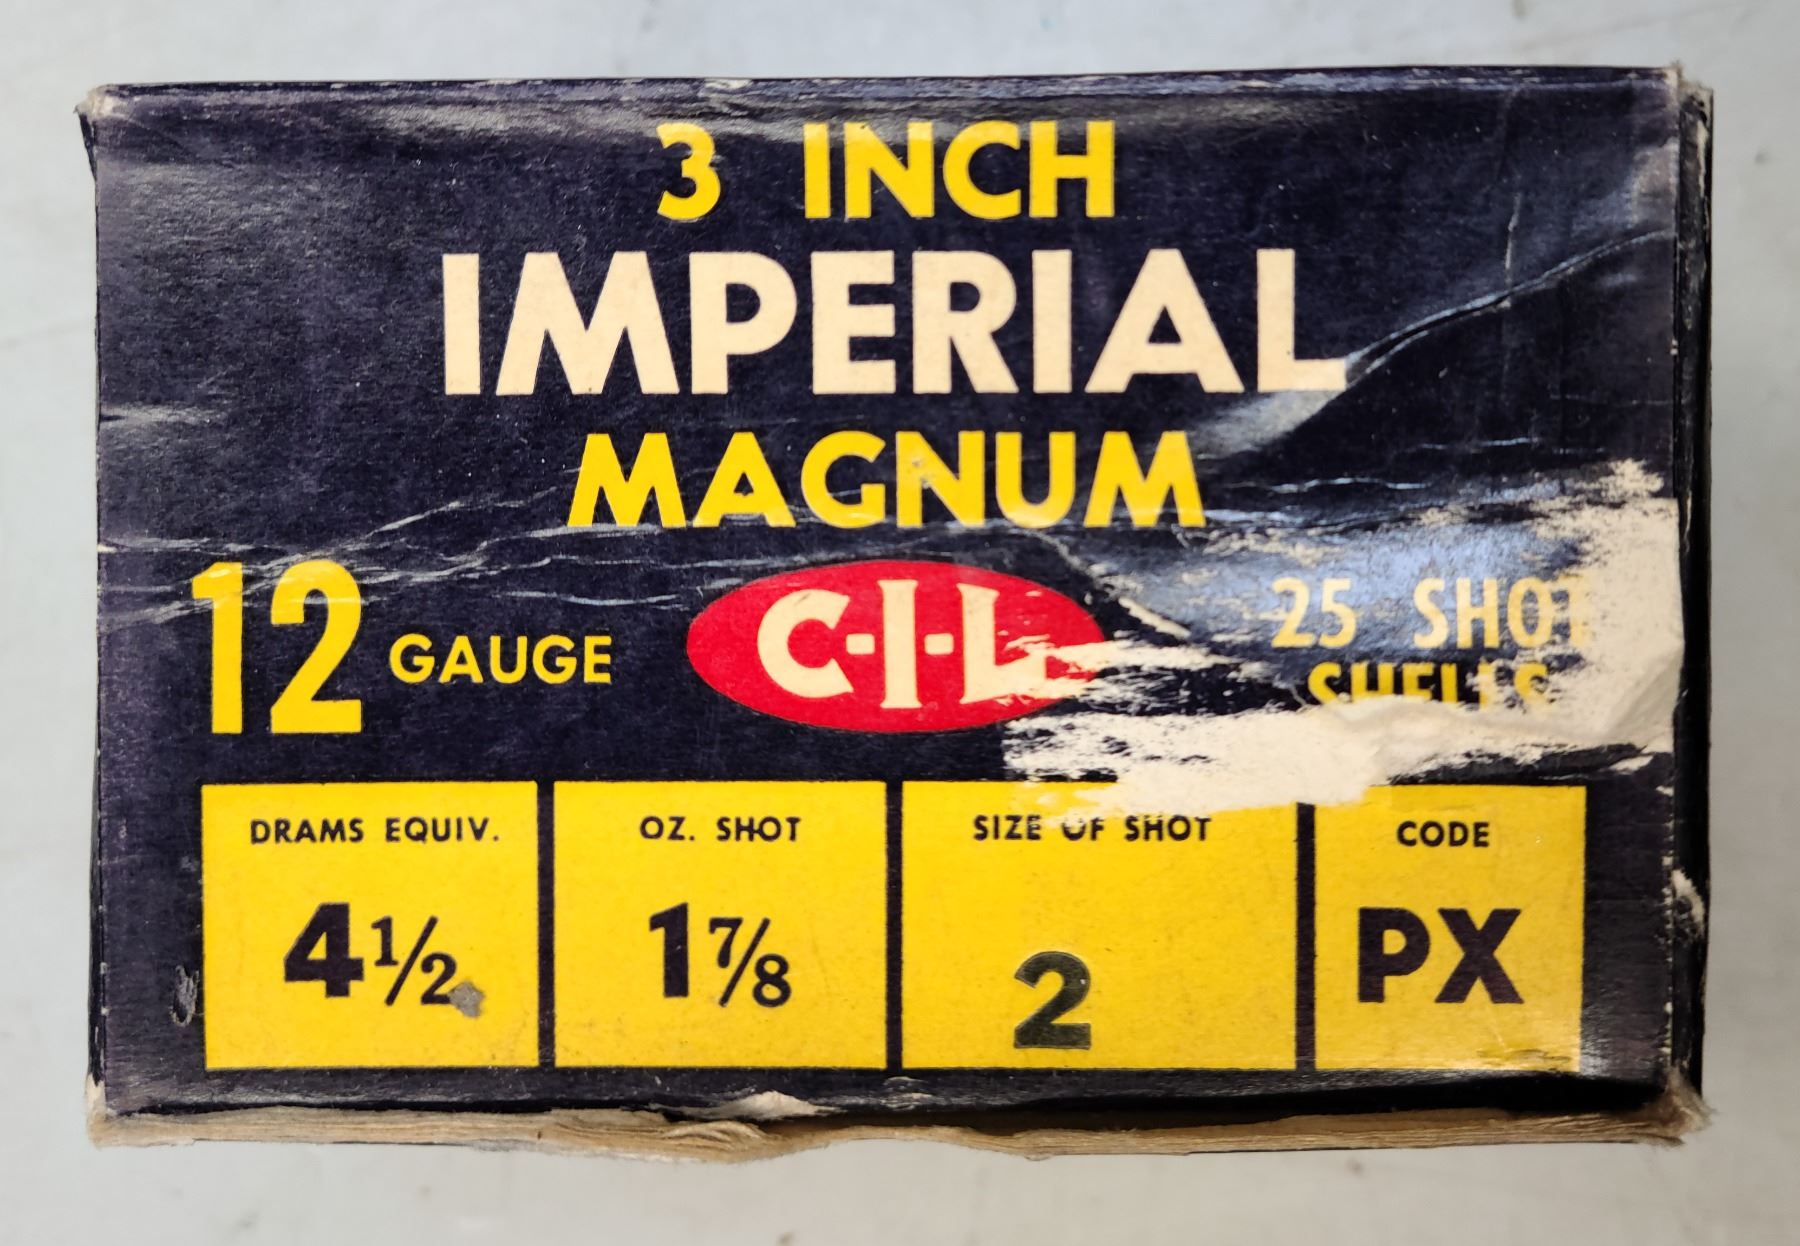 3 INCH
IMPERIAL
MAGNUM
12 GAUGE
C-I-L
25 SHOT
SHELLS
DRAMS EQUIV.
4½
OZ. SHOT
1⅞
SIZE OF SHOT
2
CODE
PX